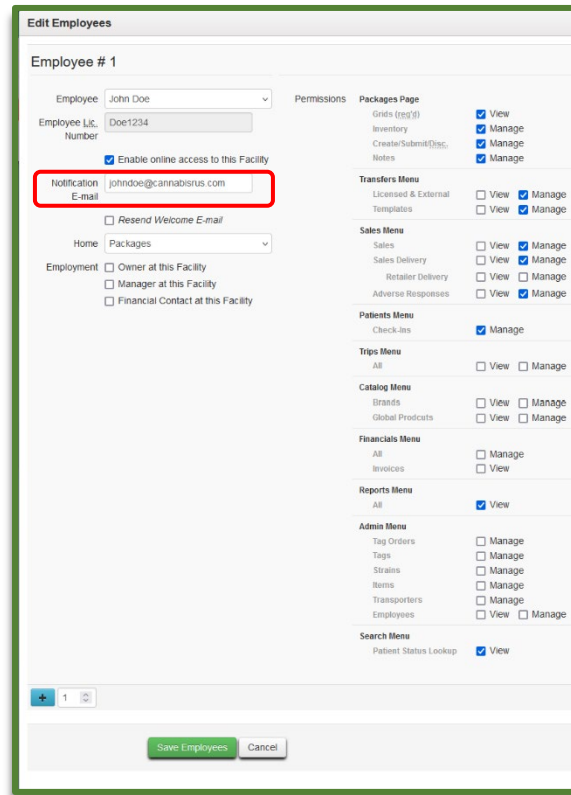 Edit Employees
Employee # 1
Employee John Doe
Employee Lic. Number Doe1234
Enable online access to this Facility
Notification E-mail johndoe@cannabisrus.com
Resend Welcome E-mail
Home Packages
Employment Owner at this Facility
Manager at this Facility
Financial Contact at this Facility
Permissions
Packages Page
Grids (req'd) View
Inventory Manage
Create/Submit/Disc. Manage
Notes Manage
Transfers Menu
Licensed & External View Manage
Templates View Manage
Sales Menu
Sales View Manage
Sales Delivery View Manage
Retailer Delivery View Manage
Adverse Responses View Manage
Patients Menu
Check-Ins Manage
Trips Menu
All View Manage
Catalog Menu
Brands View Manage
Global Prodcuts View Manage
Financials Menu
All Manage
Invoices View
Reports Menu
All View
Admin Menu
Tag Orders Manage
Tags Manage
Strains Manage
Items Manage
Transporters Manage
Employees View Manage
Search Menu
Patient Status Lookup View
+ 1
Save Employees Cancel